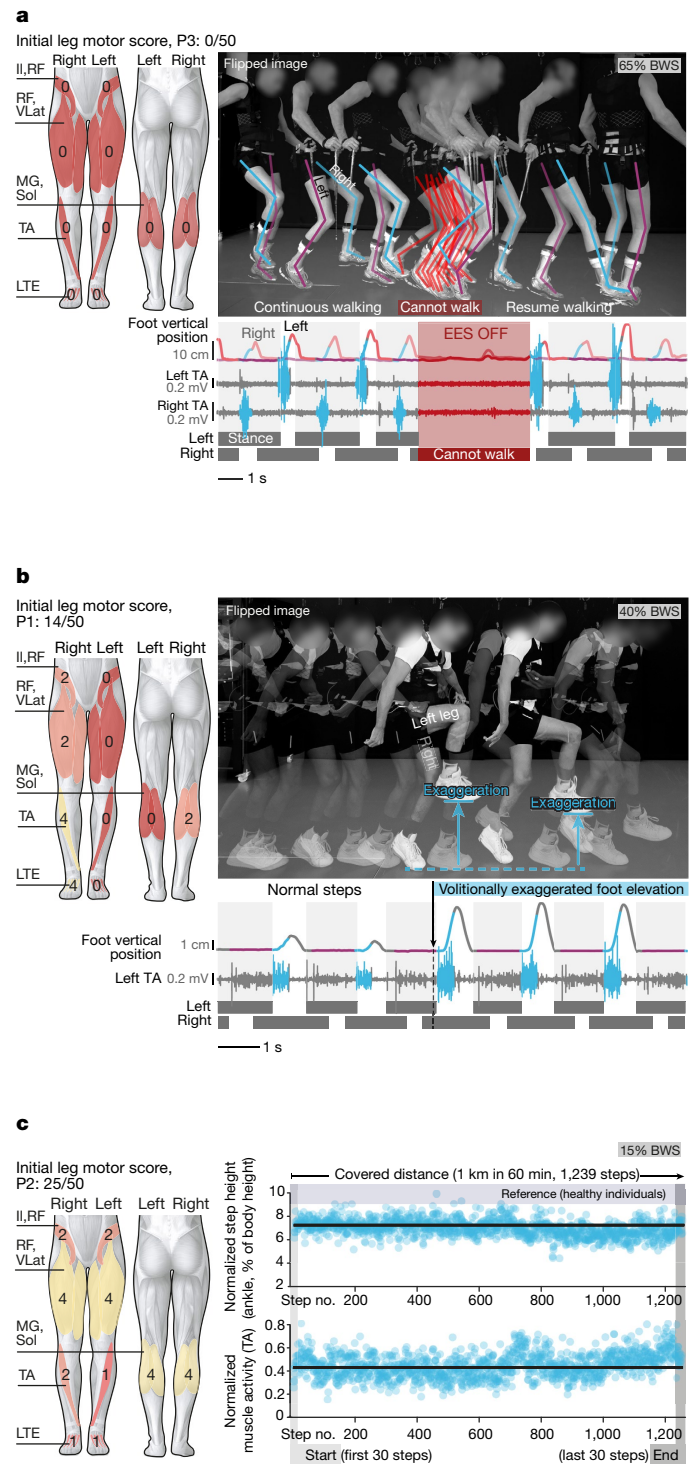 a
Initial leg motor score, P3: 0/50
Right Left
Left Right
Il,RF
RF,
VLat
MG,
Sol
TA
LTE
0 0
0 0
0 0
0 0
0 0
Flipped image
65% BWS
Right
Left
Continuous walking
Cannot walk
Resume walking
Foot vertical
position
10 cm
Right
Left
EES OFF
Left TA
0.2 mV
Right TA
0.2 mV
Left
Stance
Right
Cannot walk
1 s
b
Initial leg motor score,
P1: 14/50
Right Left
Left Right
Il,RF
RF,
VLat
MG,
Sol
TA
LTE
2 0
2 0
4 0
0 2
4 0
Flipped image
40% BWS
Left leg
Right
Exaggeration
Exaggeration
Normal steps
Volitionally exaggerated foot elevation
Foot vertical
position
1 cm
Left TA 0.2 mV
Left
Right
1 s
c
15% BWS
Initial leg motor score,
P2: 25/50
Right Left
Left Right
Il,RF
RF,
VLat
MG,
Sol
TA
LTE
2 2
4 4
2 1
4 4
1 1
Covered distance (1 km in 60 min, 1,239 steps)
Reference (healthy individuals)
Normalized step height
(ankle, % of body height)
10
8
6
4
2
Step no. 200 400 600 800 1,000 1,200
Normalized
muscle activity (TA)
0.8
0.6
0.4
0.2
0
Step no. 200 400 600 800 1,000 1,200
Start (first 30 steps)
(last 30 steps) End